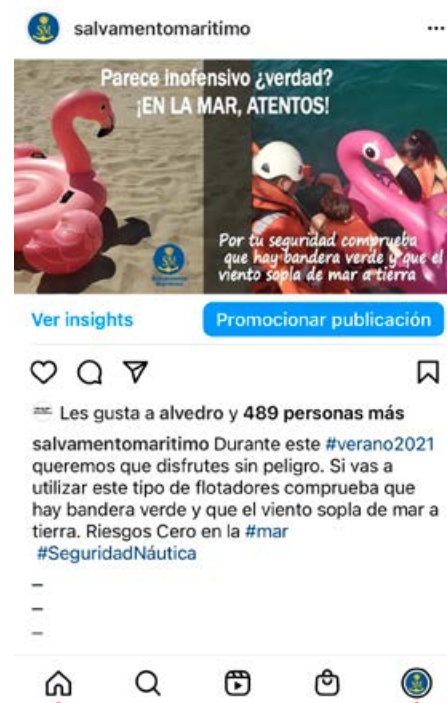 salvamentomaritimo
Parece inofensivo ¿verdad?
¡EN LA MAR, ATENTOS!
Por tu seguridad comprueba
que hay bandera verde y que el
viento sopla de mar a tierra
Ver insights
Promocionar publicación
Les gusta a alvedro y 489 personas más
salvamentomaritimo Durante este #verano2021
queremos que disfrutes sin peligro. Si vas a
utilizar este tipo de flotadores comprueba que
hay bandera verde y que el viento sopla de mar a
tierra. Riesgos Cero en la #mar
#SeguridadNáutica
–
–
–